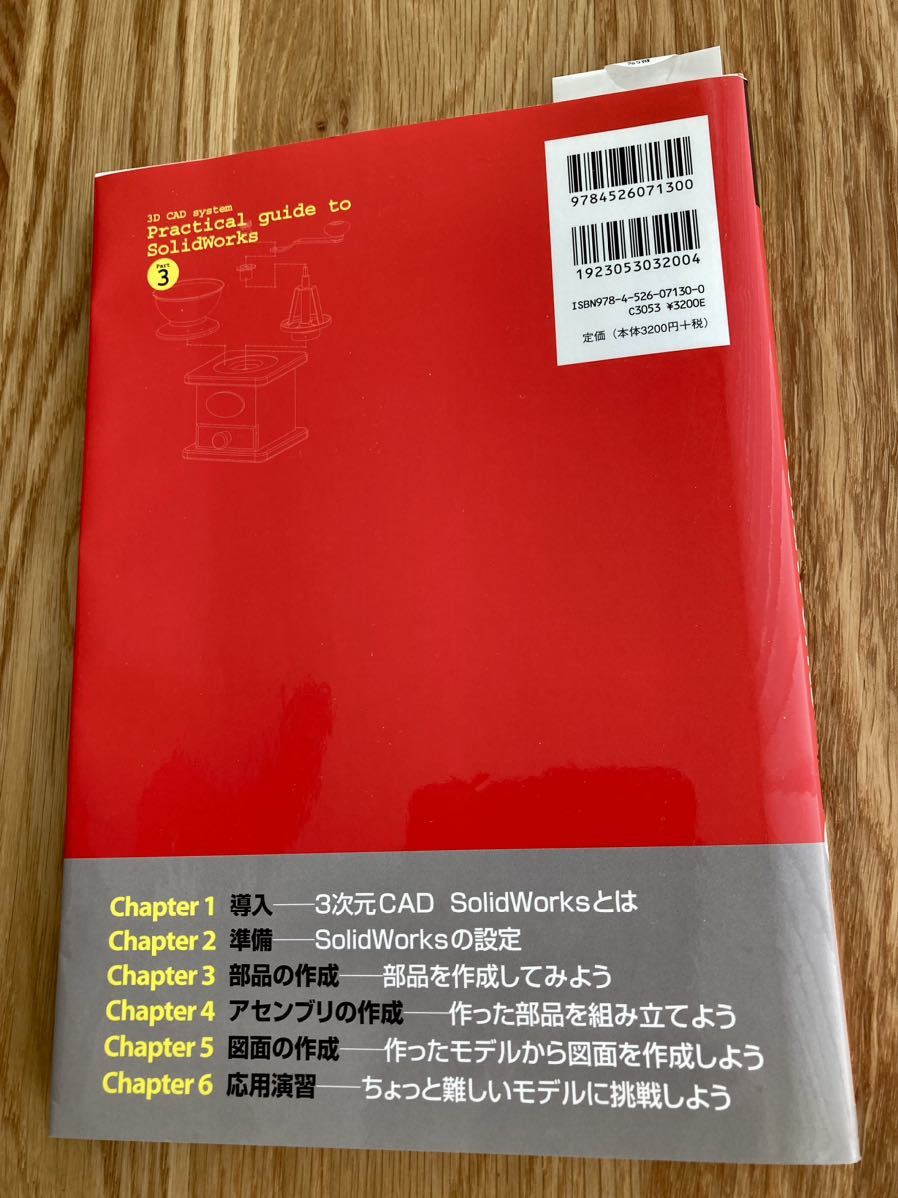 3D CAD system
Practical guide to
SolidWorks
Part
3
9784526071300
1923053032004
ISBN978-4-526-07130-0
C3053 ¥3200E
定価（本体3200円＋税）
Chapter 1 導入――3次元CAD SolidWorksとは
Chapter 2 準備――SolidWorksの設定
Chapter 3 部品の作成――部品を作成してみよう
Chapter 4 アセンブリの作成――作った部品を組み立てよう
Chapter 5 図面の作成――作ったモデルから図面を作成しよう
Chapter 6 応用演習――ちょっと難しいモデルに挑戦しよう